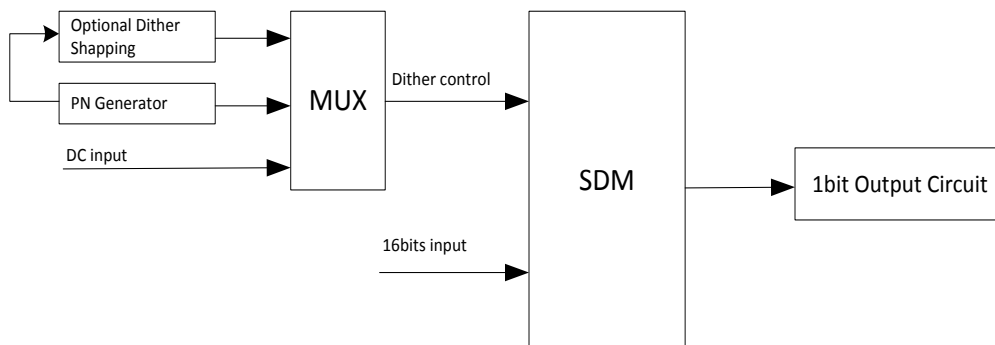 Optional Dither
Shapping
PN Generator
DC input
MUX
Dither control
16bits input
SDM
1bit Output Circuit